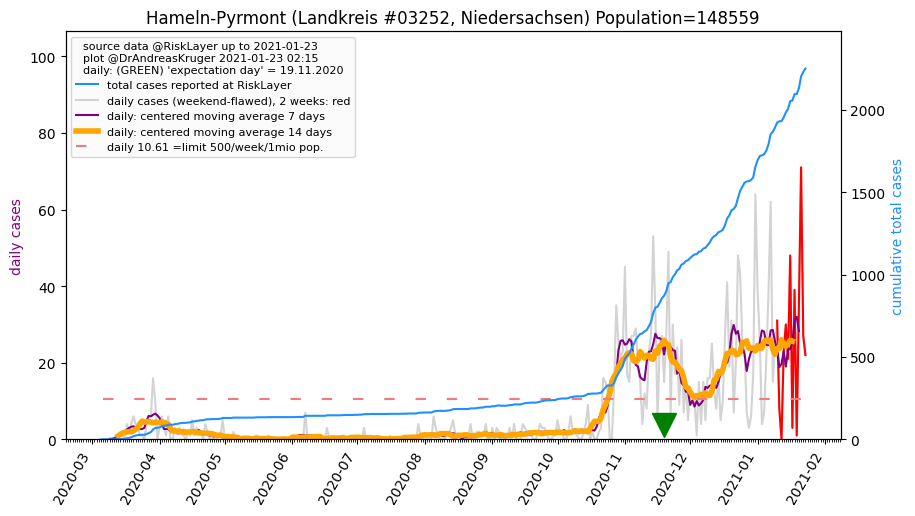 Hameln-Pyrmont (Landkreis #03252, Niedersachsen) Population=148559
source data @RiskLayer up to 2021-01-23
plot @DrAndreasKruger 2021-01-23 02:15
daily: (GREEN) 'expectation day' = 19.11.2020
total cases reported at RiskLayer
daily cases (weekend-flawed), 2 weeks: red
daily: centered moving average 7 days
daily: centered moving average 14 days
daily 10.61 =limit 500/week/1mio pop.
daily cases
100
80
60
40
20
0
cumulative total cases
2000
1500
1000
500
0
2020-03
2020-04
2020-05
2020-06
2020-07
2020-08
2020-09
2020-10
2020-11
2020-12
2021-01
2021-02